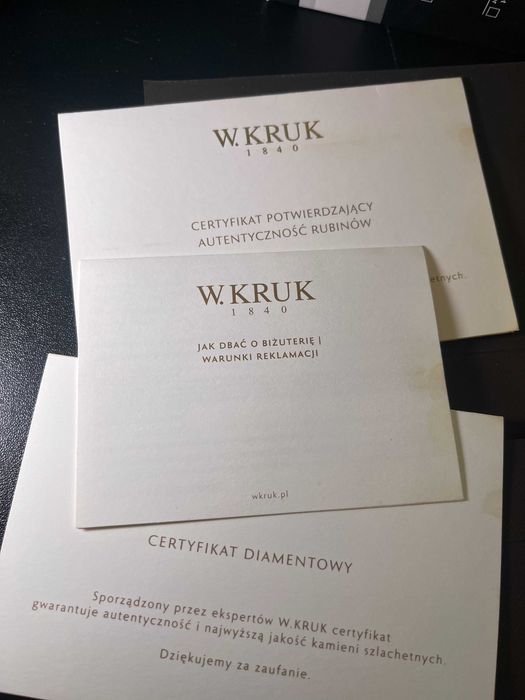 W.KRUK
1840
CERTYFIKAT POTWIERDZAJĄCY
AUTENTYCZNOŚĆ RUBINÓW
W.KRUK
1840
JAK DBAĆ O BIŻUTERIĘ |
WARUNKI REKLAMACJI
wkruk.pl
CERTYFIKAT DIAMENTOWY
Sporządzony przez ekspertów W.KRUK certyfikat
gwarantuje autentyczność i najwyższą jakość kamieni szlachetnych.
Dziękujemy za zaufanie.